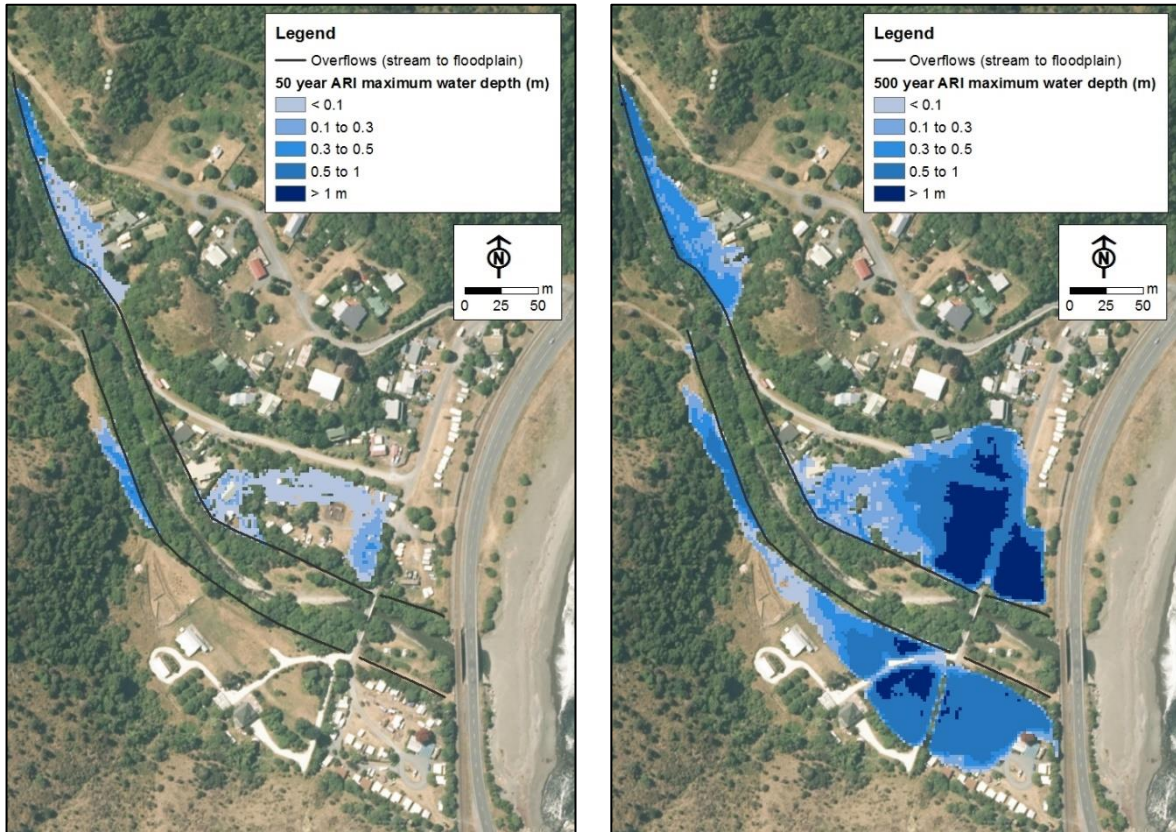 Legend
Overflows (stream to floodplain)
50 year ARI maximum water depth (m)
< 0.1
0.1 to 0.3
0.3 to 0.5
0.5 to 1
> 1 m
N
m
0 25 50
Legend
Overflows (stream to floodplain)
500 year ARI maximum water depth (m)
< 0.1
0.1 to 0.3
0.3 to 0.5
0.5 to 1
> 1 m
N
m
0 25 50